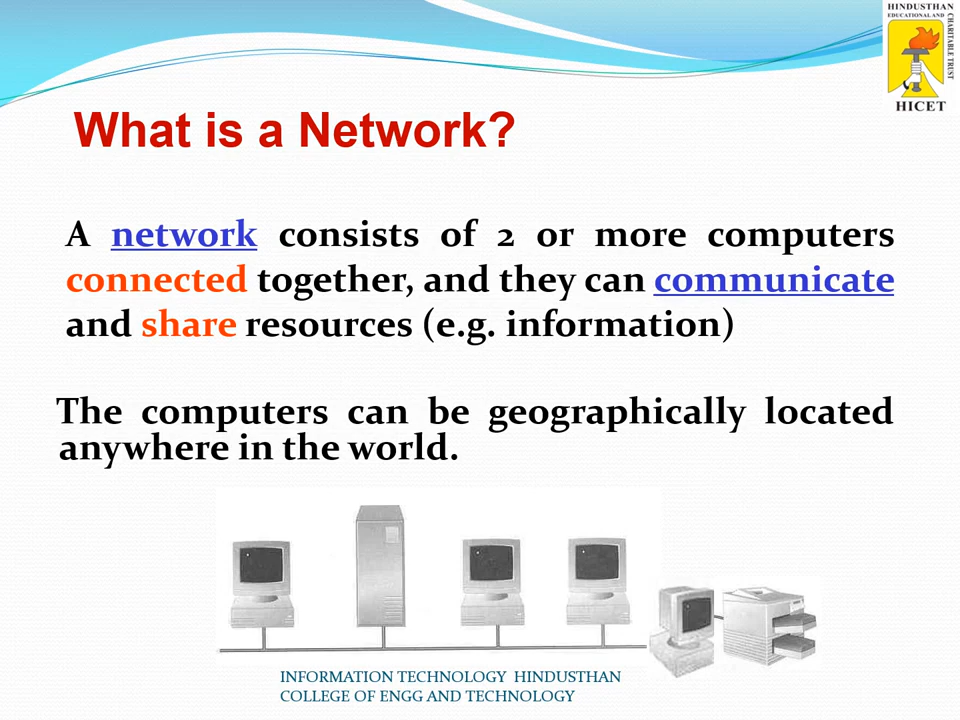 HINDUSTHAN
EDUCATIONAL AND
CHARITABLE TRUST
HICET
What is a Network?
A network consists of 2 or more computers
connected together, and they can communicate
and share resources (e.g. information)
The computers can be geographically located
anywhere in the world.
INFORMATION TECHNOLOGY HINDUSTHAN
COLLEGE OF ENGG AND TECHNOLOGY